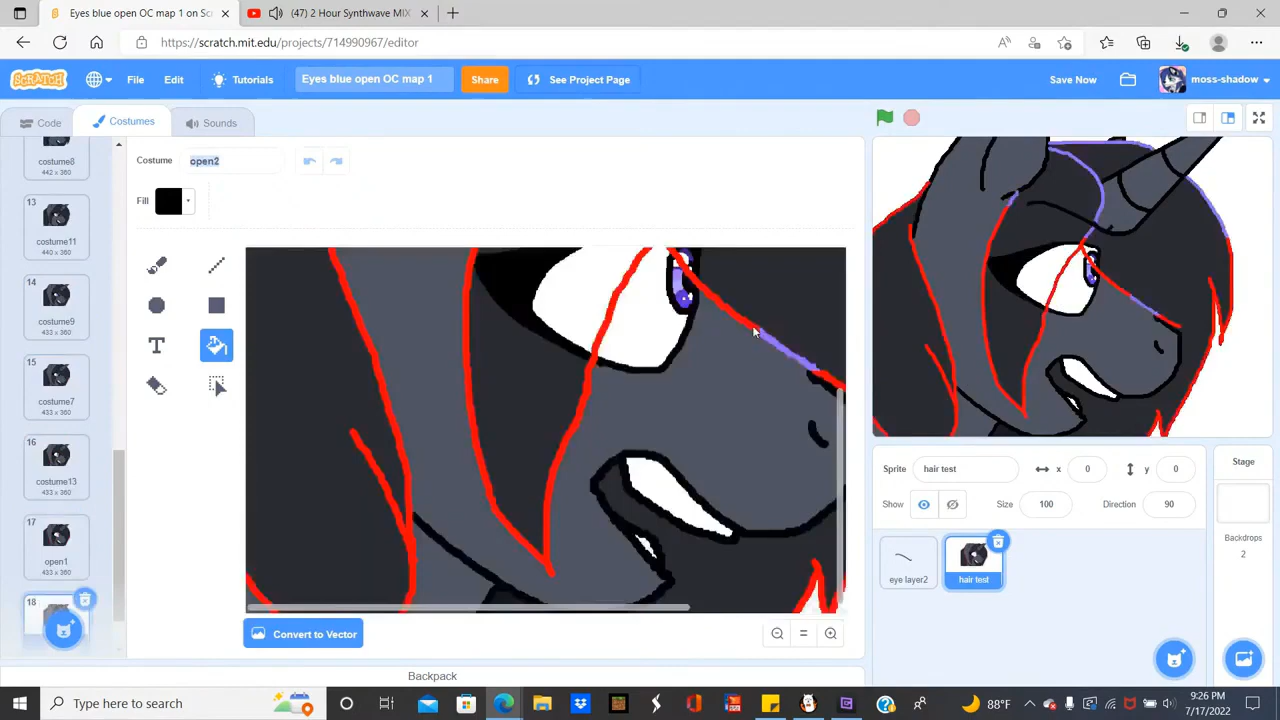 Eyes blue open OC map 1 on S
(47) 2 Hour Synthwave MIX
https://scratch.mit.edu/projects/714990967/editor
SCRATCH
File
Edit
Tutorials
Eyes blue open OC map 1
Share
See Project Page
Save Now
moss-shadow
Code
Costumes
Sounds
costume8
442 x 360
13
costume11
440 x 360
14
costume9
433 x 360
15
costume7
433 x 360
16
costume13
433 x 360
17
open1
433 x 360
18
Costume
open2
Fill
T
Convert to Vector
Backpack
Sprite
hair test
x
0
y
0
Show
Size
100
Direction
90
eye layer2
hair test
Stage
Backdrops
2
Type here to search
88°F
9:26 PM
7/17/2022